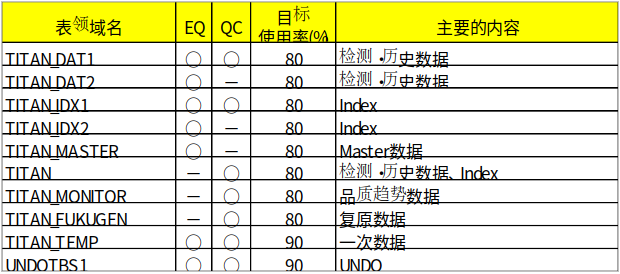 表领域名 EQ QC 目标使用率(%) 主要的内容
TITAN_DAT1 ○ ○ 80 检测·历史数据
TITAN_DAT2 ○ － 80 检测·历史数据
TITAN_IDX1 ○ ○ 80 Index
TITAN_IDX2 ○ － 80 Index
TITAN_MASTER ○ － 80 Master数据
TITAN － ○ 80 检测·历史数据、Index
TITAN_MONITOR － ○ 80 品质趋势数据
TITAN_FUKUGEN － ○ 80 复原数据
TITAN_TEMP ○ ○ 90 一次数据
UNDOTBS1 ○ ○ 90 UNDO